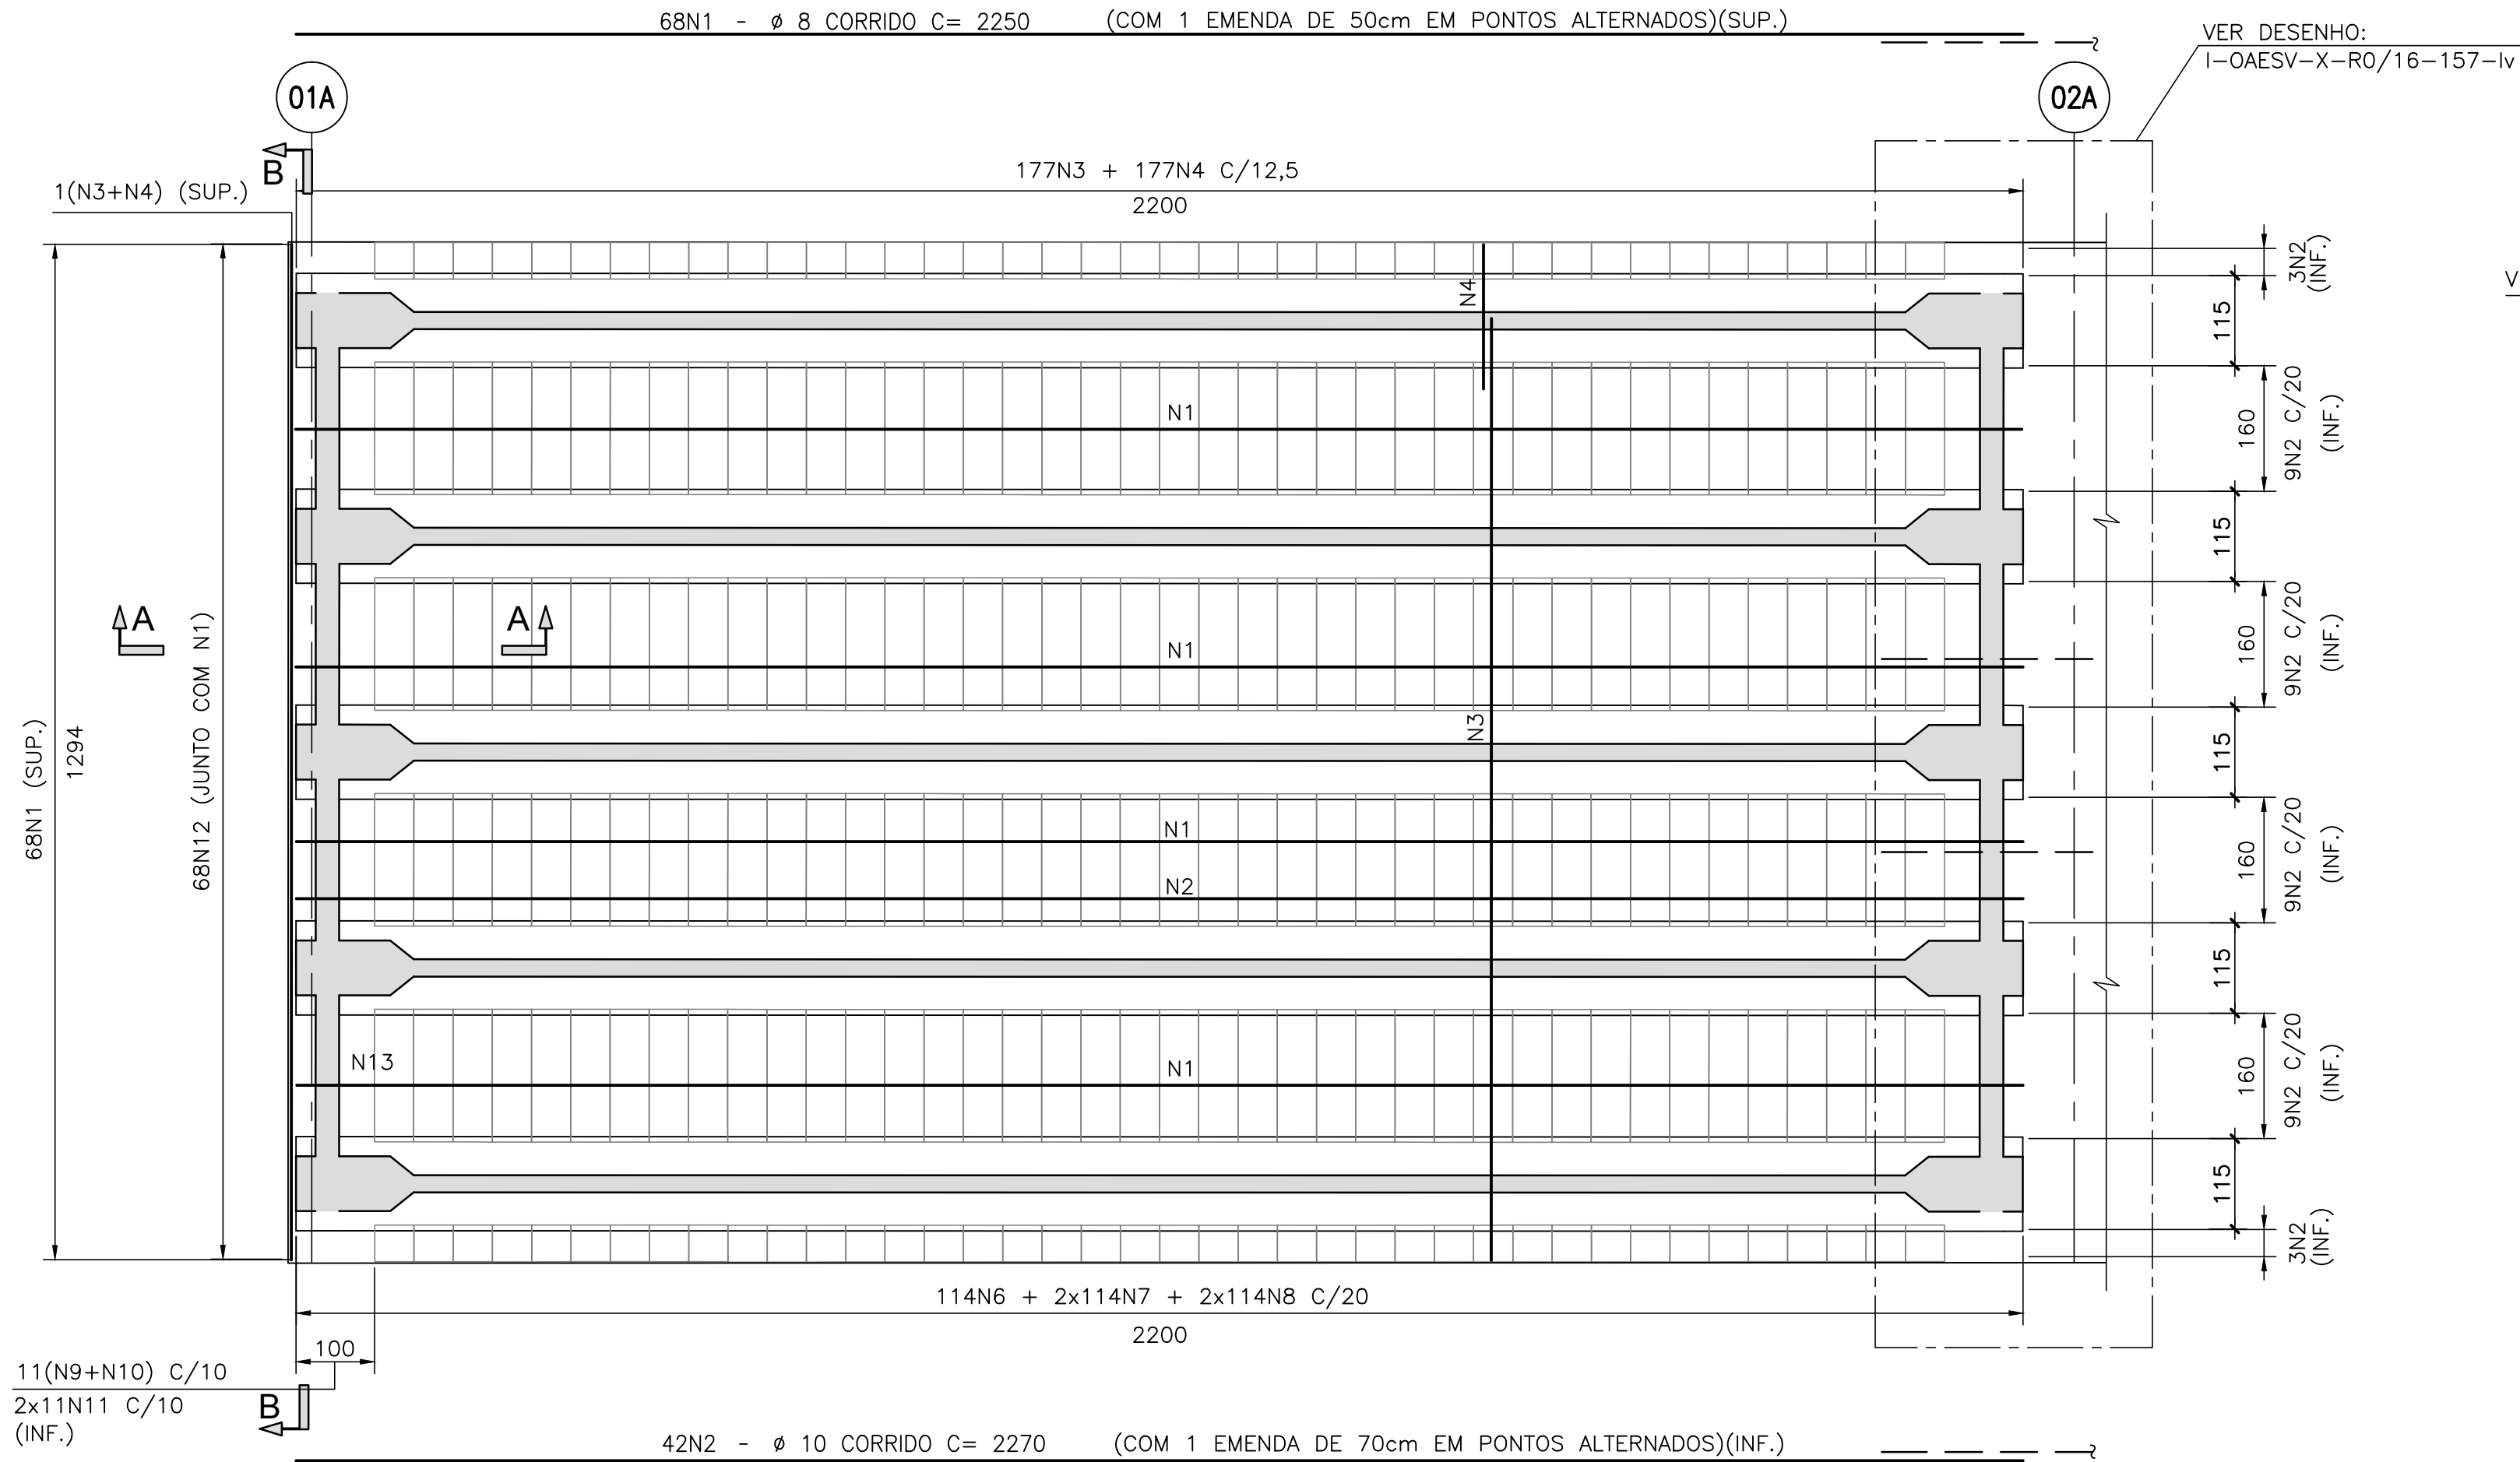 68N1 - ø 8 CORRIDO C= 2250 (COM 1 EMENDA DE 50cm EM PONTOS ALTERNADOS)(SUP.)
VER DESENHO:
I-OAESV-X-R0/16-157-Iv
01A
02A
B
177N3 + 177N4 C/12,5
2200
1(N3+N4) (SUP.)
3N2
(INF.)
V
N4
115
N1
160
9N2 C/20
(INF.)
115
A
A
N1
160
9N2 C/20
(INF.)
68N1 (SUP.)
1294
68N12 (JUNTO COM N1)
N3
115
N1
N2
160
9N2 C/20
(INF.)
115
N13
N1
160
9N2 C/20
(INF.)
115
3N2
(INF.)
114N6 + 2x114N7 + 2x114N8 C/20
2200
100
11(N9+N10) C/10
2x11N11 C/10
(INF.)
B
42N2 - ø 10 CORRIDO C= 2270 (COM 1 EMENDA DE 70cm EM PONTOS ALTERNADOS)(INF.)